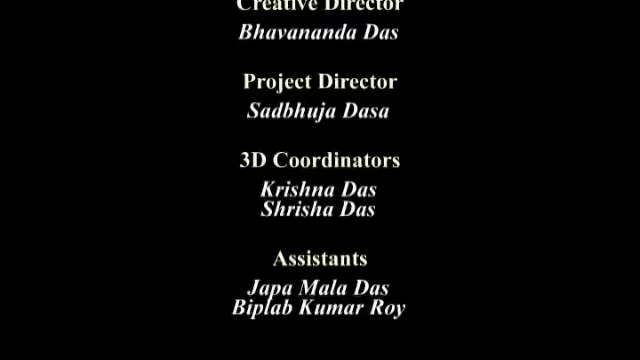 Creative Director
Bhavananda Das
Project Director
Sadbhuja Dasa
3D Coordinators
Krishna Das
Shrisha Das
Assistants
Japa Mala Das
Biplab Kumar Roy